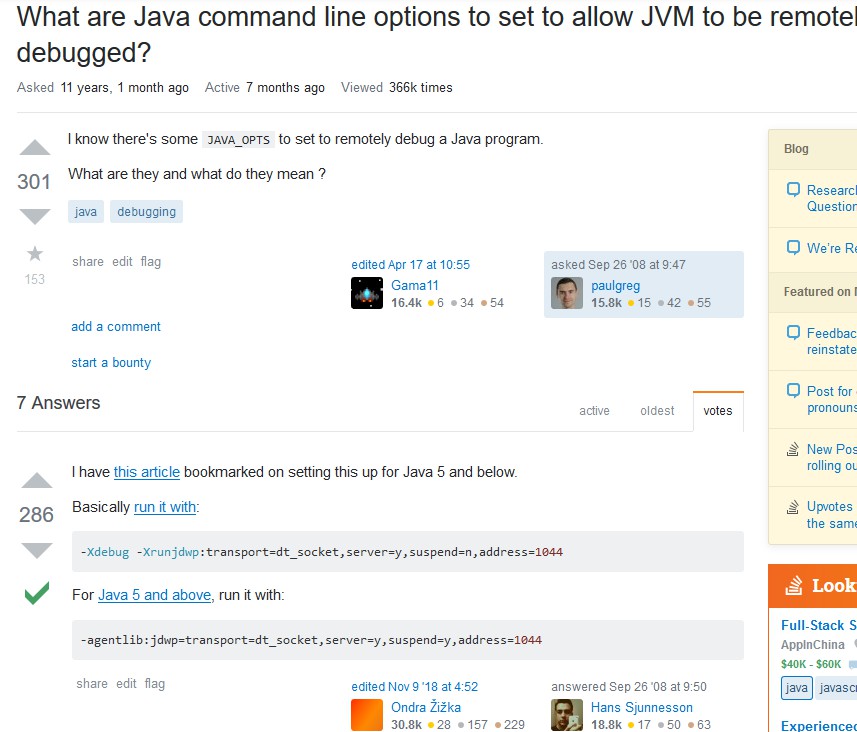 What are Java command line options to set to allow JVM to be remotel
debugged?
Asked 11 years, 1 month ago Active 7 months ago Viewed 366k times
I know there's some JAVA_OPTS to set to remotely debug a Java program.
301
What are they and what do they mean ?
java debugging
153
share edit flag
edited Apr 17 at 10:55
Gama11
16.4k 6 34 54
asked Sep 26 '08 at 9:47
paulgreg
15.8k 15 42 55
add a comment
start a bounty
7 Answers
active oldest votes
I have this article bookmarked on setting this up for Java 5 and below.
286
Basically run it with:
-Xdebug -Xrunjdwp:transport=dt_socket,server=y,suspend=n,address=1044
For Java 5 and above, run it with:
-agentlib:jdwp=transport=dt_socket,server=y,suspend=y,address=1044
share edit flag
edited Nov 9 '18 at 4:52
Ondra Žižka
30.8k 28 157 229
answered Sep 26 '08 at 9:50
Hans Sjunnesson
18.8k 17 50 63
Blog
Researc
Question
We're Re
Featured on
Feedbac
reinstate
Post for
pronouns
New Pos
rolling ou
Upvotes
the same
Look
Full-Stack S
AppInChina
$40K - $60K
java javascr
Experienced